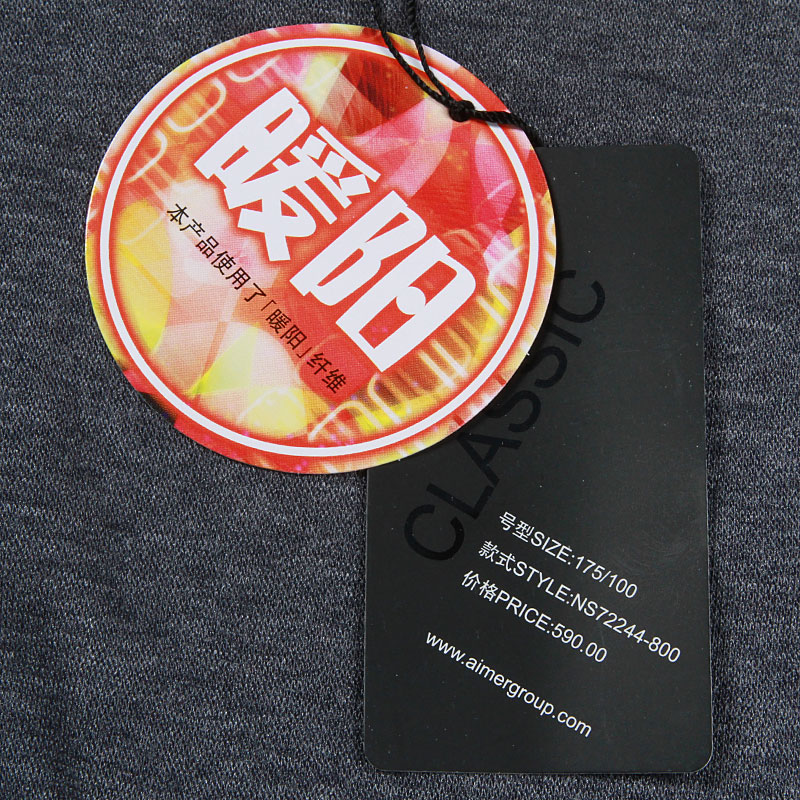 暖阳
本产品使用了「暖阳」纤维
CLASSIC
号型SIZE:175/100
款式STYLE:NS72244-800
价格PRICE:590.00
www.aimergroup.com